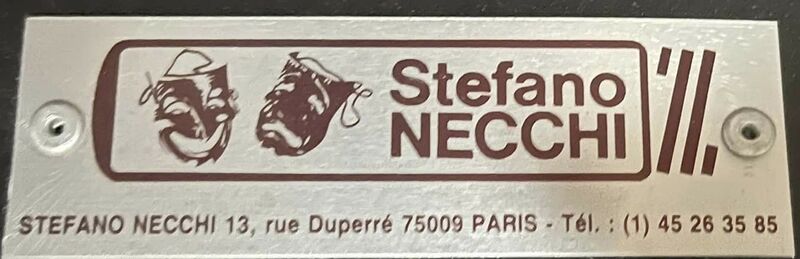 Stefano
NECCHI
STEFANO NECCHI 13, rue Duperré 75009 PARIS - Tél. : (1) 45 26 35 85